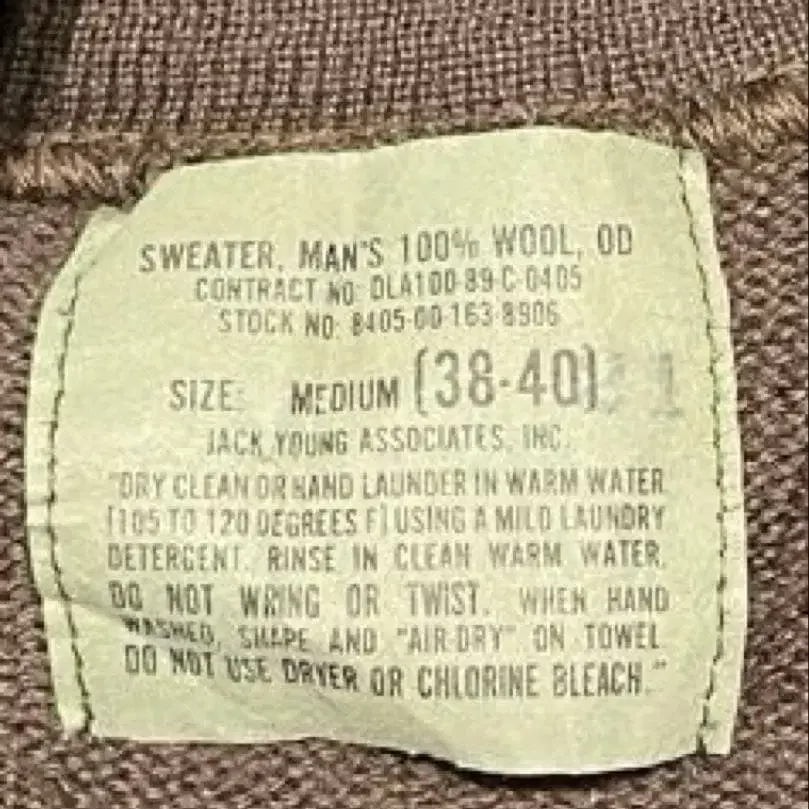 SWEATER, MAN'S 100% WOOL, OD
CONTRACT NO: DLA100-89-C-0405
STOCK NO: 8405-00-163-8906
SIZE: MEDIUM (38-40) 1
JACK YOUNG ASSOCIATES, INC.
"DRY CLEAN OR HAND LAUNDER IN WARM WATER
(105 TO 120 DEGREES F) USING A MILD LAUNDRY
DETERGENT. RINSE IN CLEAN WARM WATER.
DO NOT WRING OR TWIST. WHEN HAND
WASHED, SHAPE AND "AIR-DRY" ON TOWEL
DO NOT USE DRYER OR CHLORINE BLEACH."